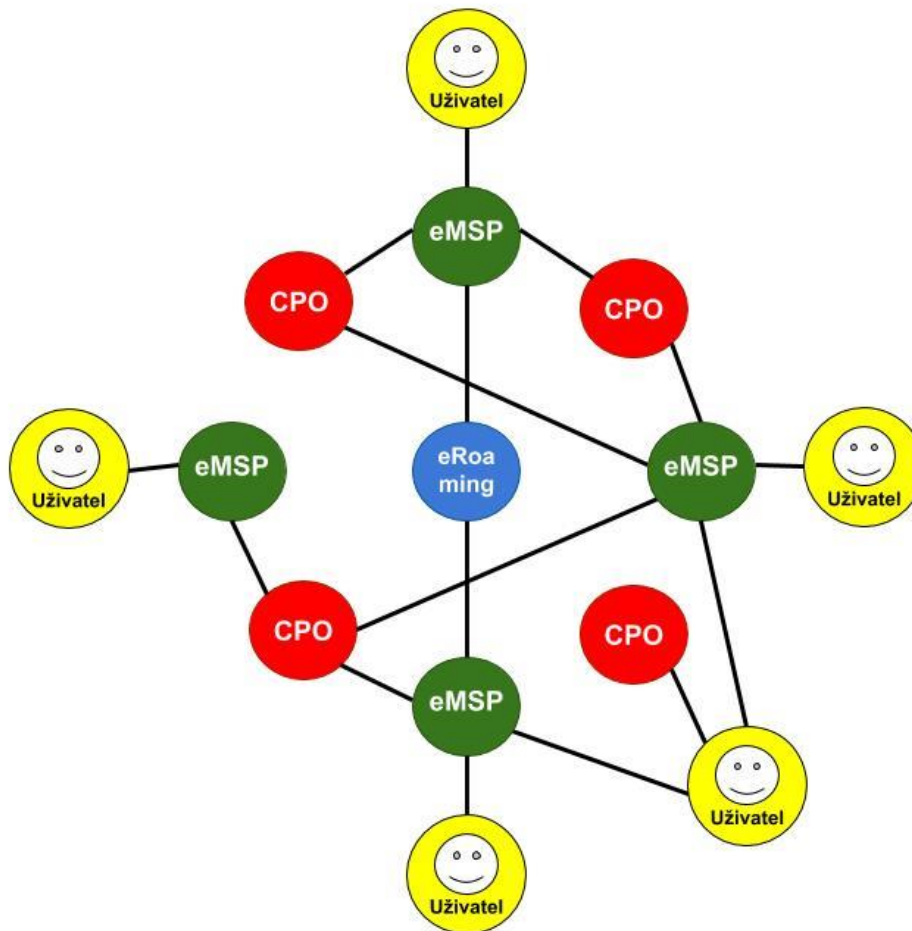 Uživatel
eMSP
CPO
CPO
Uživatel
eMSP
eRoa
ming
eMSP
Uživatel
CPO
CPO
eMSP
Uživatel
Uživatel